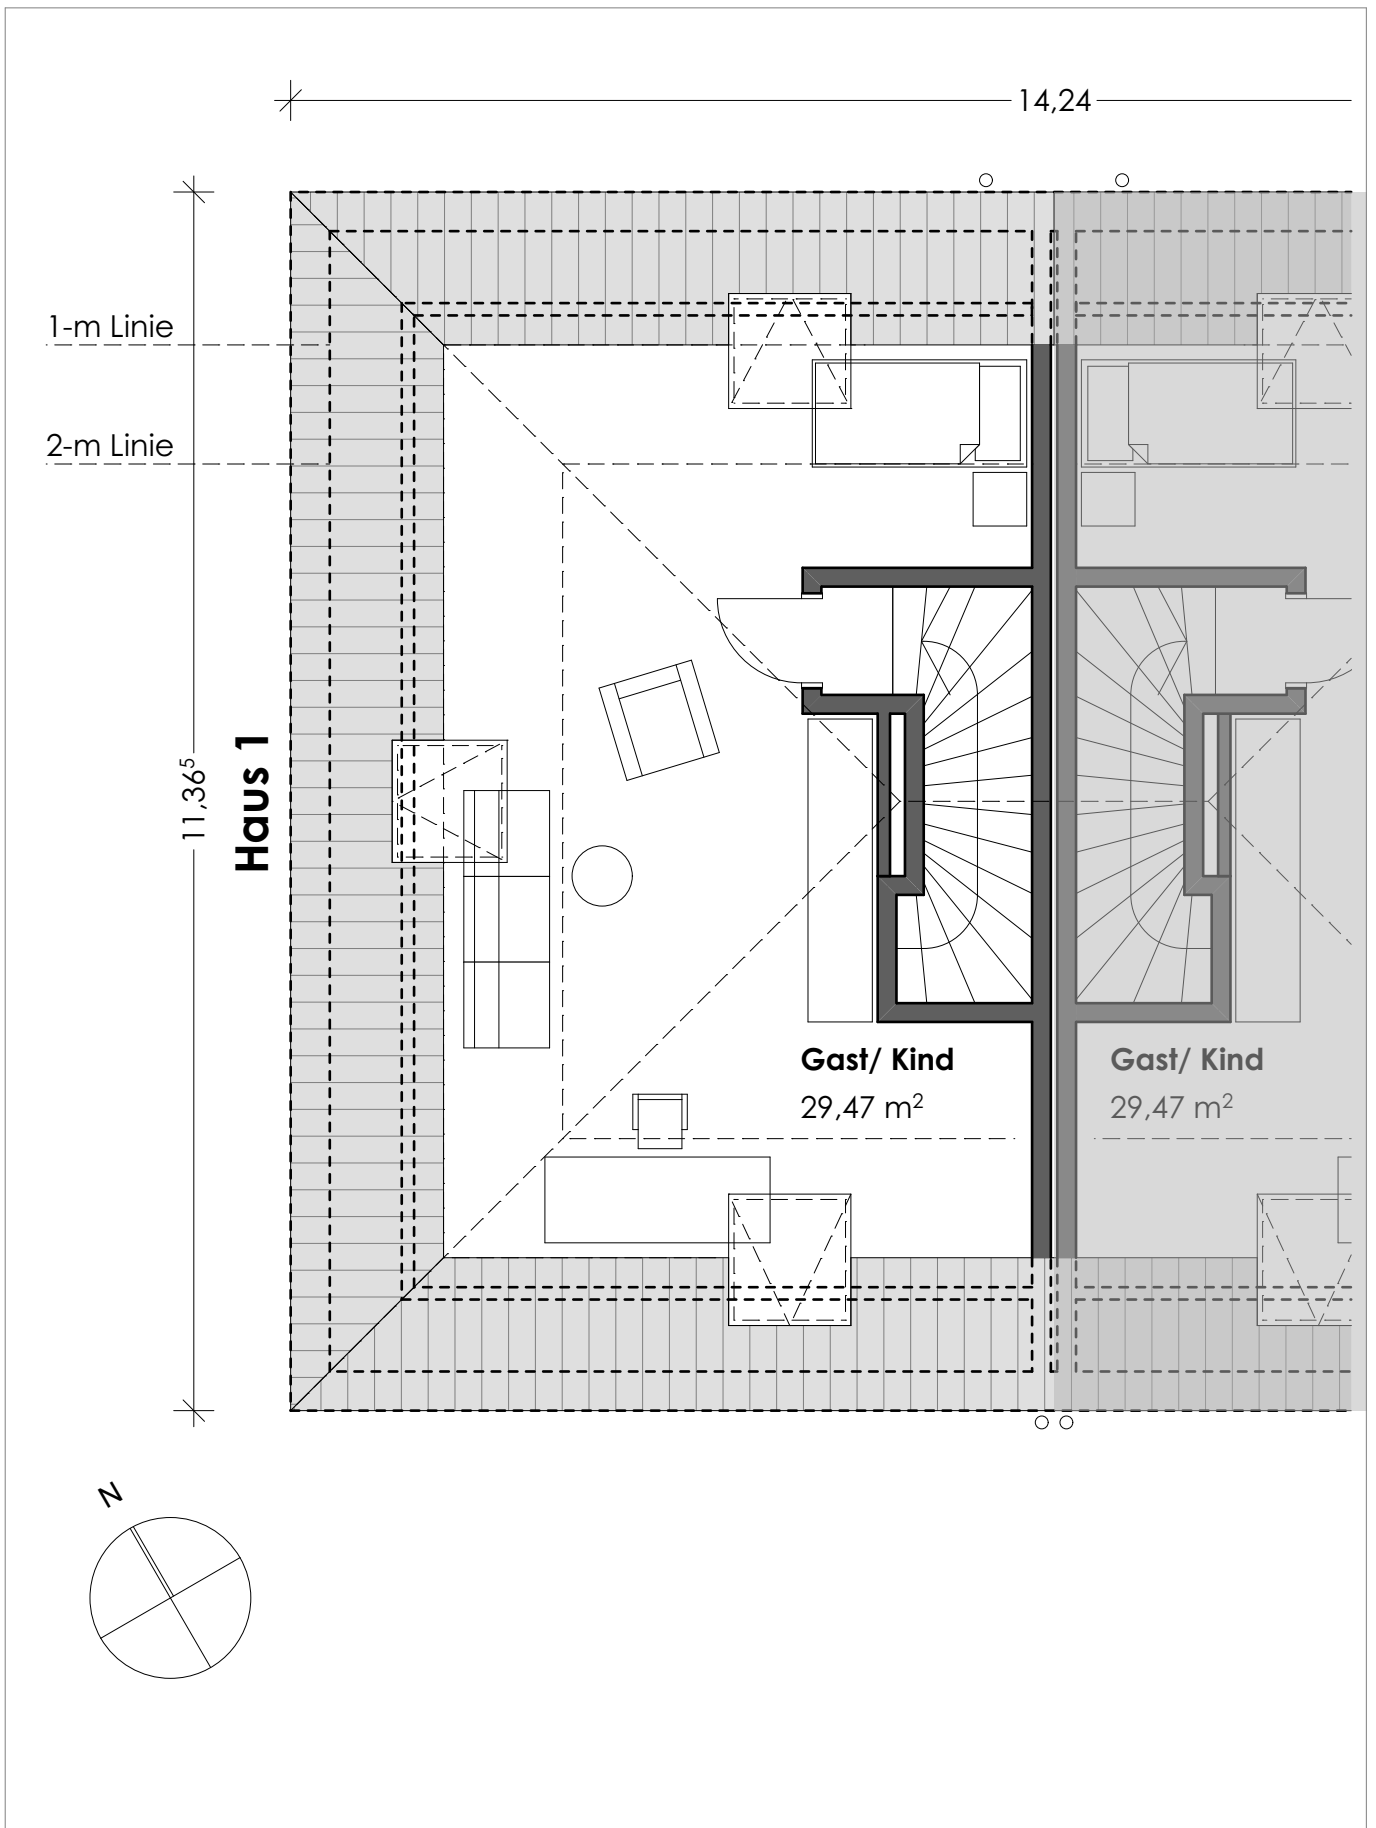 14,24
1-m Linie
2-m Linie
11,36⁵
Haus 1
Gast/ Kind
29,47 m²
Gast/ Kind
29,47 m²
N